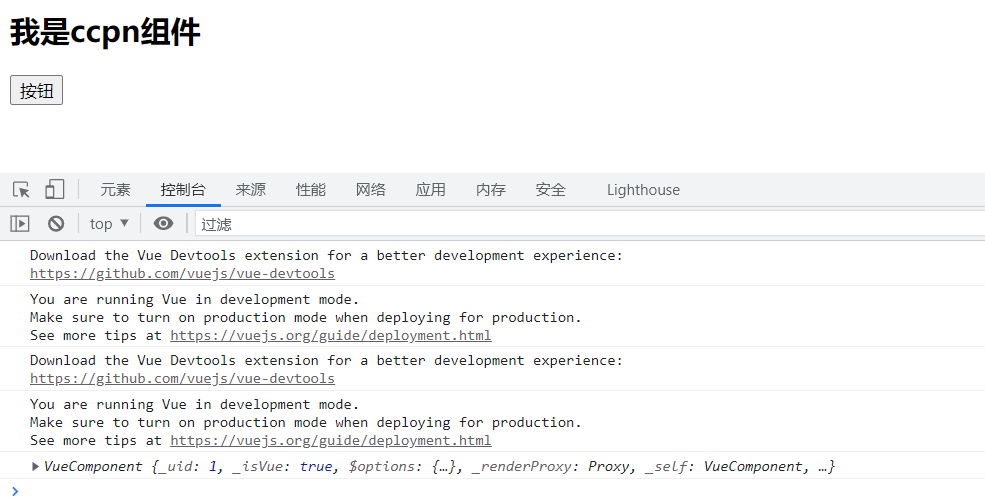 我是ccpn组件
按钮
元素 控制台 来源 性能 网络 应用 内存 安全 Lighthouse
top 过滤
Download the Vue Devtools extension for a better development experience:
https://github.com/vuejs/vue-devtools
You are running Vue in development mode.
Make sure to turn on production mode when deploying for production.
See more tips at https://vuejs.org/guide/deployment.html
Download the Vue Devtools extension for a better development experience:
https://github.com/vuejs/vue-devtools
You are running Vue in development mode.
Make sure to turn on production mode when deploying for production.
See more tips at https://vuejs.org/guide/deployment.html
VueComponent {_uid: 1, _isVue: true, $options: {…}, _renderProxy: Proxy, _self: VueComponent, …}